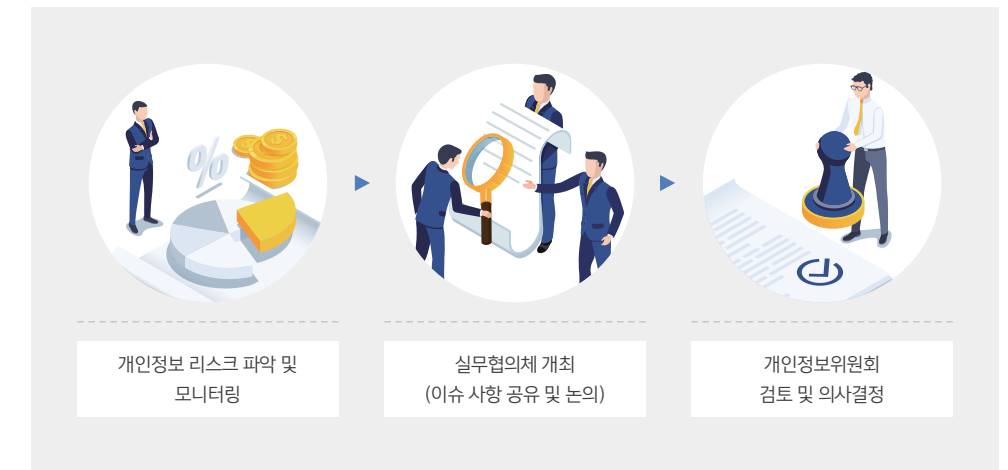 %
개인정보 리스크 파악 및
모니터링
실무협의체 개최
(이슈 사항 공유 및 논의)
개인정보위원회
검토 및 의사결정